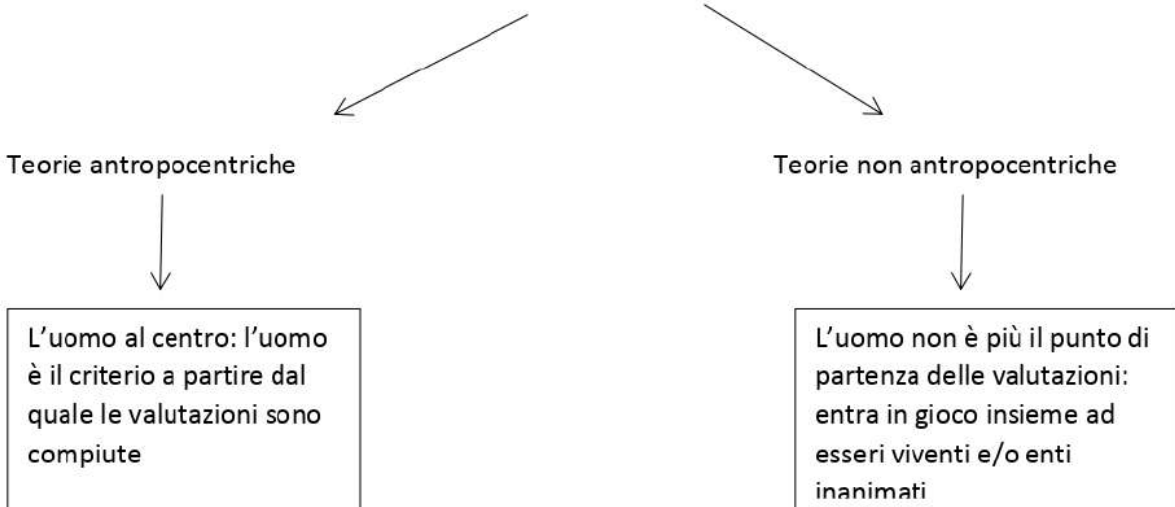 Teorie antropocentriche
Teorie non antropocentriche
L'uomo al centro: l'uomo
è il criterio a partire dal
quale le valutazioni sono
compiute
L'uomo non è più il punto di
partenza delle valutazioni:
entra in gioco insieme ad
esseri viventi e/o enti
inanimati